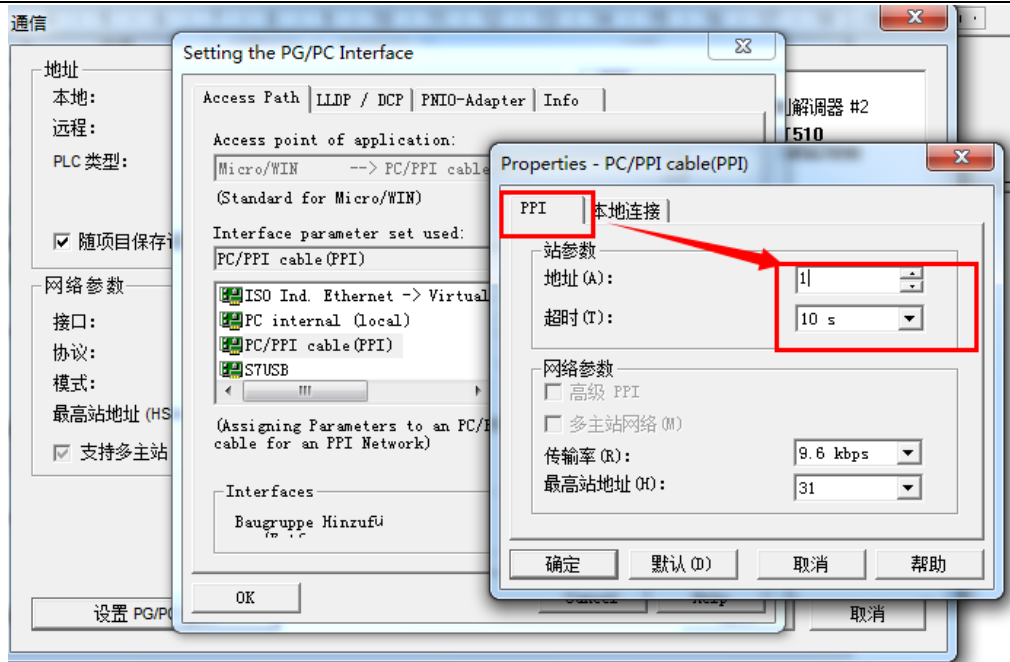 通信
地址
本地:
远程:
PLC 类型:
随项目保存
网络参数
接口:
协议:
模式:
最高站地址 (HS
支持多主站
设置 PG/PC
解调器 #2
取消
Setting the PG/PC Interface
Access Path
LLDP / DCP
PNIO-Adapter
Info
Access point of application:
Micro/WIN --> PC/PPI cable
(Standard for Micro/WIN)
Interface parameter set used:
PC/PPI cable(PPI)
ISO Ind. Ethernet -> Virtual
PC internal (local)
PC/PPI cable(PPI)
S7USB
(Assigning Parameters to an PC/P
cable for an PPI Network)
Interfaces
Baugruppe Hinzufü
OK
Cancel
Help
Properties - PC/PPI cable(PPI)
PPI
本地连接
站参数
地址(A):
1
超时(T):
10 s
网络参数
高级 PPI
多主站网络(M)
传输率(R):
9.6 kbps
最高站地址(H):
31
确定
默认(D)
取消
帮助